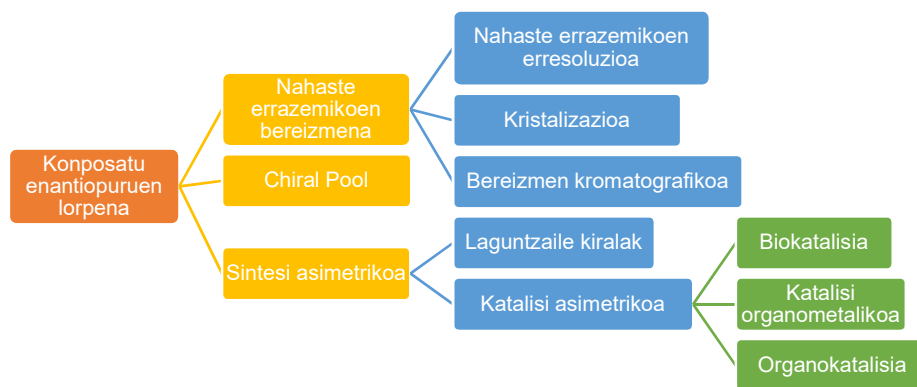 Konposatu
enantiopuruen
lorpena
Nahaste
errazemikoen
bereizmena
Chiral Pool
Sintesi asimetrikoa
Nahaste errazemikoen
erresoluzioa
Kristalizazioa
Bereizmen kromatografikoa
Laguntzaile kiralak
Katalisi asimetrikoa
Biokatalisia
Katalisi
organometalikoa
Organokatalisia